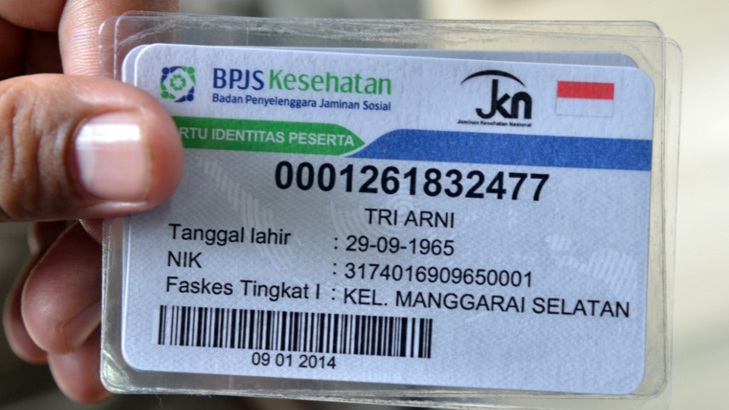 BPJS Kesehatan
Badan Penyelenggara Jaminan Sosial
Jkn
Jaminan Kesehatan Nasional
RTU IDENTITAS PESERTA
0001261832477
TRI ARNI
Tanggal lahir : 29-09-1965
NIK : 3174016909650001
Faskes Tingkat I : KEL. MANGGARAI SELATAN
09 01 2014